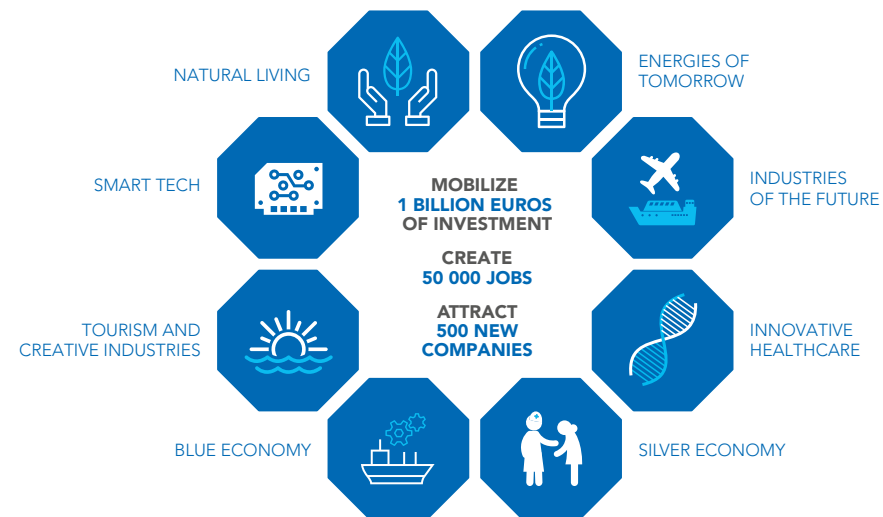 NATURAL LIVING
ENERGIES OF
TOMORROW
SMART TECH
INDUSTRIES
OF THE FUTURE
MOBILIZE
1 BILLION EUROS
OF INVESTMENT
CREATE
50 000 JOBS
ATTRACT
500 NEW
COMPANIES
TOURISM AND
CREATIVE INDUSTRIES
INNOVATIVE
HEALTHCARE
BLUE ECONOMY
SILVER ECONOMY